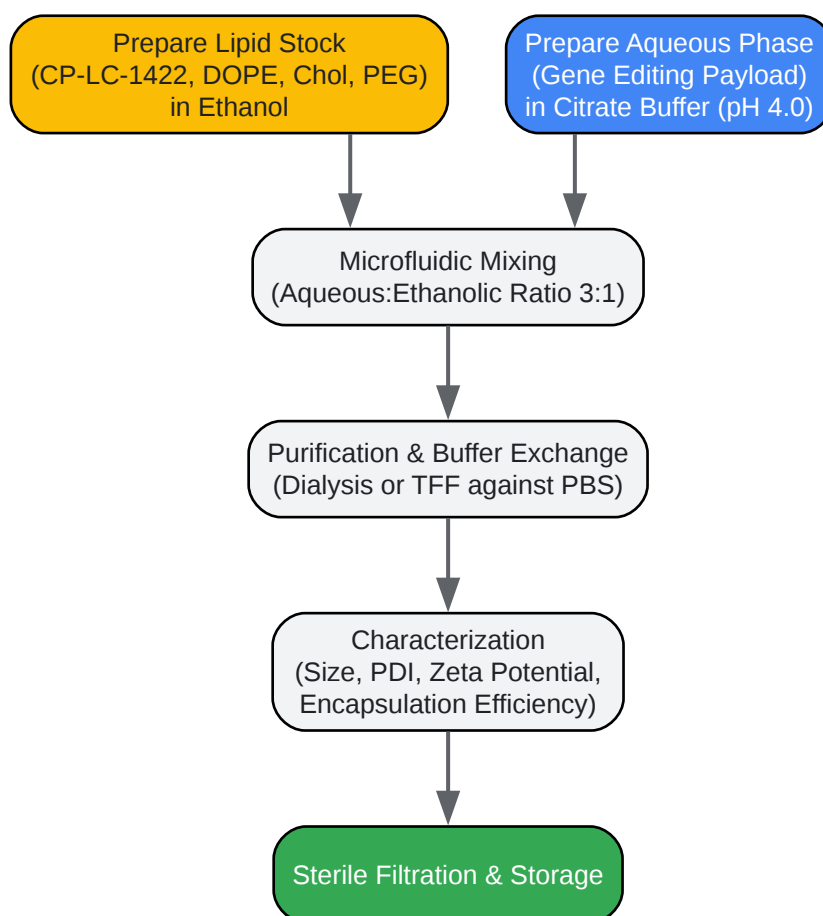 Prepare Lipid Stock
(CP-LC-1422, DOPE, Chol, PEG)
in Ethanol
Prepare Aqueous Phase
(Gene Editing Payload)
in Citrate Buffer (pH 4.0)
Microfluidic Mixing
(Aqueous:Ethanolic Ratio 3:1)
Purification & Buffer Exchange
(Dialysis or TFF against PBS)
Characterization
(Size, PDI, Zeta Potential,
Encapsulation Efficiency)
Sterile Filtration & Storage